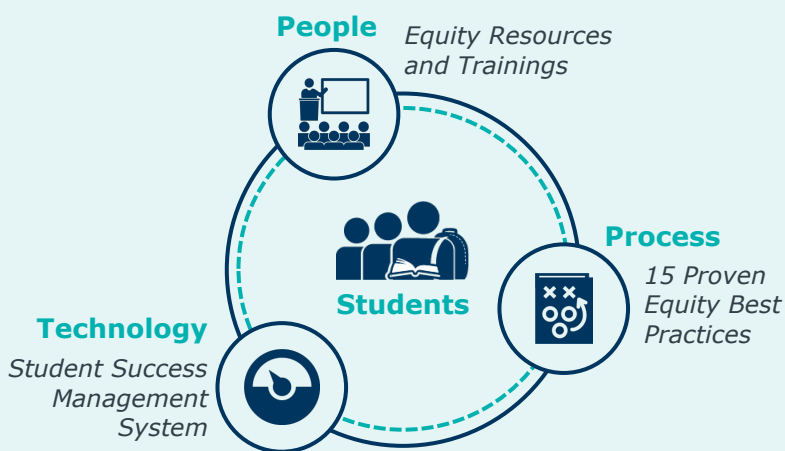 People
Equity Resources
and Trainings
Students
Process
15 Proven
Equity Best
Practices
Technology
Student Success
Management
System